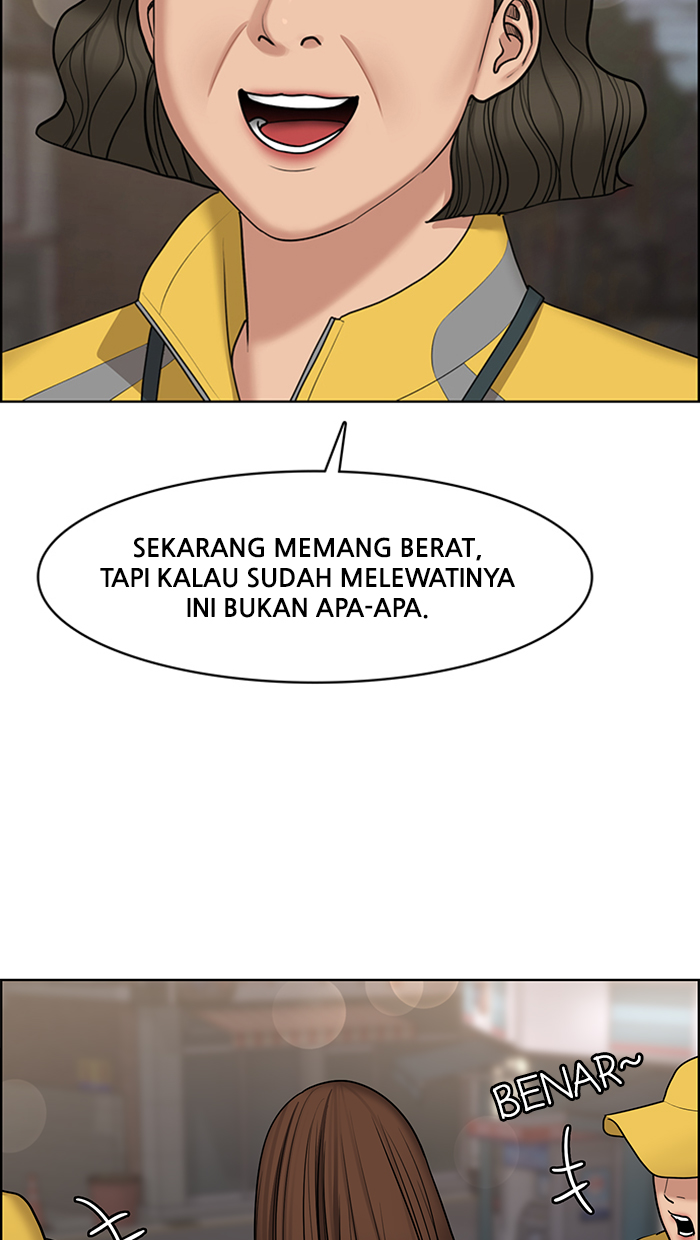 SEKARANG MEMANG BERAT,
TAPI KALAU SUDAH MELEWATINYA
INI BUKAN APA-APA.
BENAR~